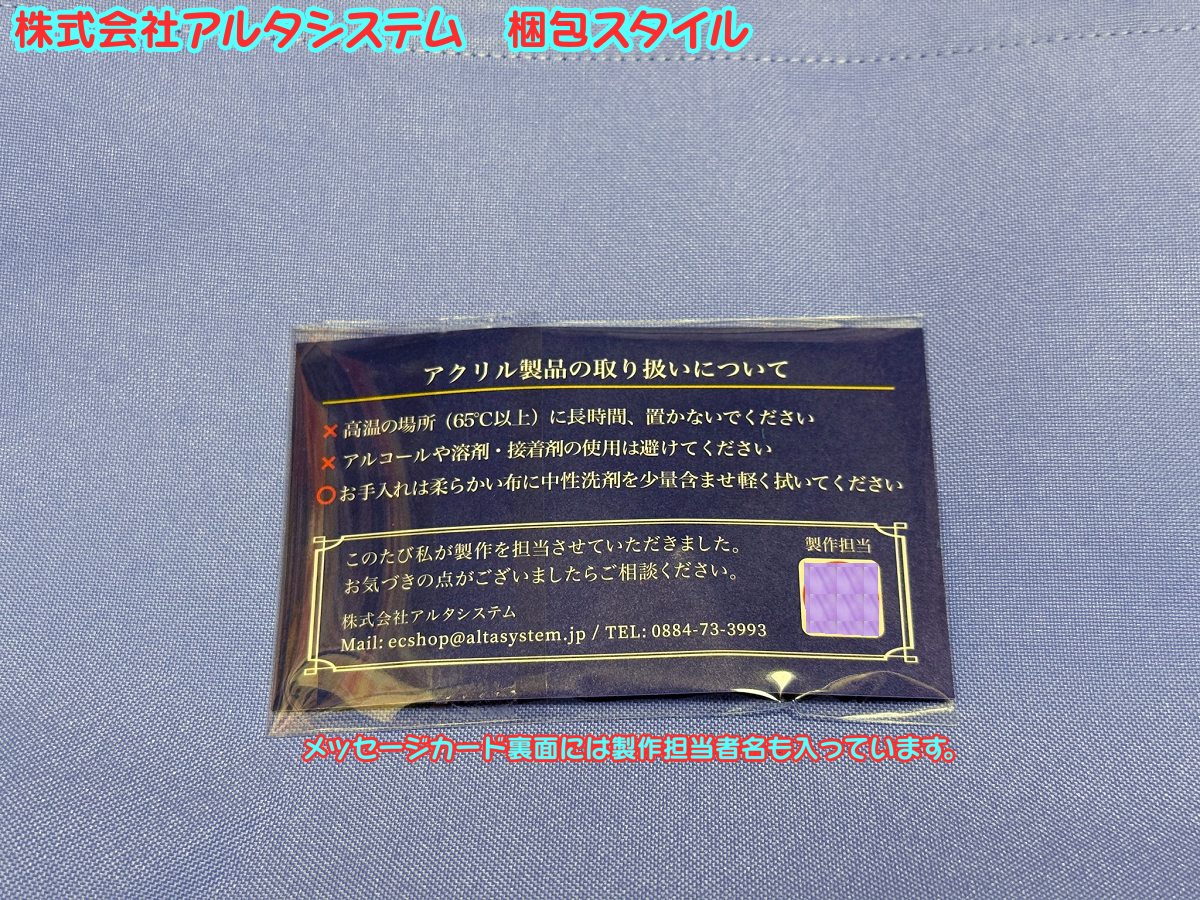 株式会社アルタシステム　梱包スタイル
アクリル製品の取り扱いについて
×高温の場所（65℃以上）に長時間、置かないでください
×アルコールや溶剤・接着剤の使用は避けてください
○お手入れは柔らかい布に中性洗剤を少量含ませ軽く拭いてください
このたび私が製作を担当させていただきました。
お気づきの点がございましたらご相談ください。
製作担当
株式会社アルタシステム
Mail: ecshop@altasystem.jp / TEL: 0884-73-3993
メッセージカード裏面には製作担当者名も入っています。